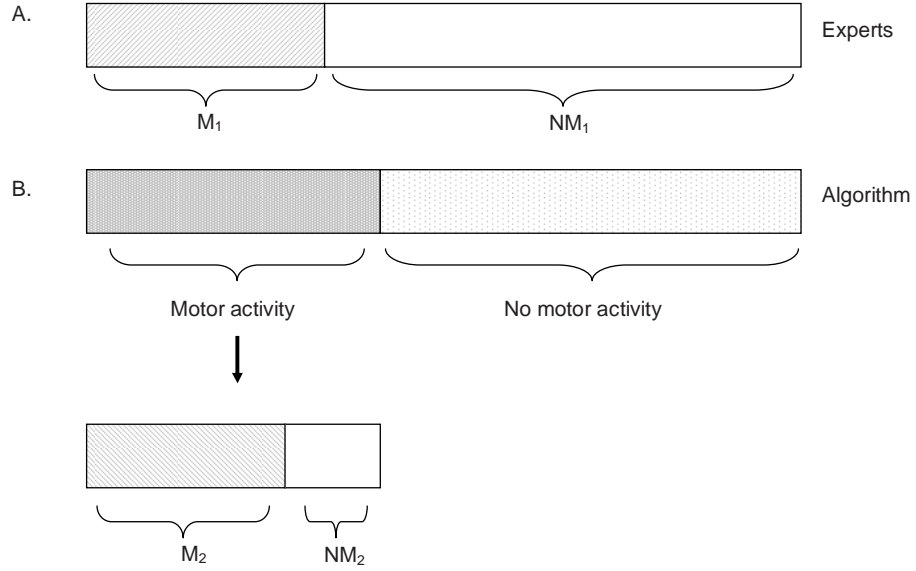 A.
Experts
M₁
NM₁
B.
Algorithm
Motor activity
No motor activity
M₂
NM₂